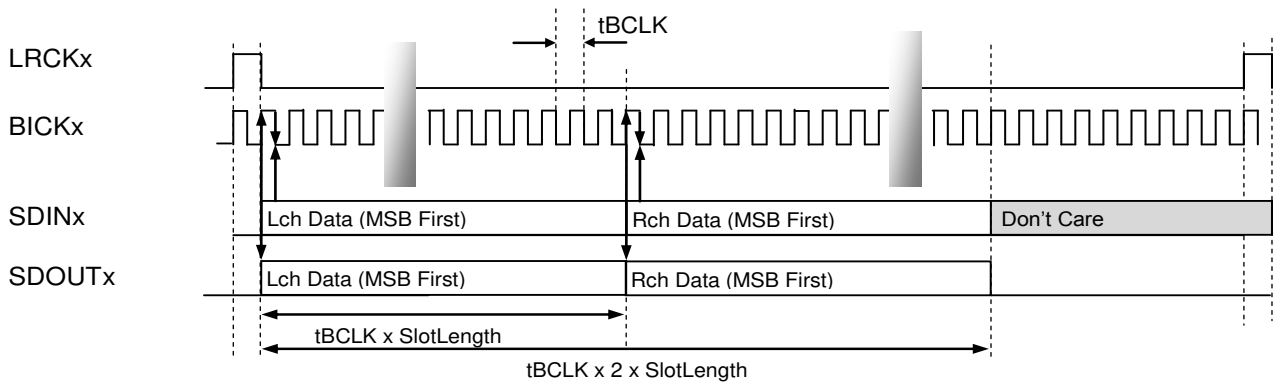 tBCLK
LRCKx
BICKx
SDINx
Lch Data (MSB First)
Rch Data (MSB First)
Don't Care
SDOUTx
Lch Data (MSB First)
Rch Data (MSB First)
tBCLK x SlotLength
tBCLK x 2 x SlotLength